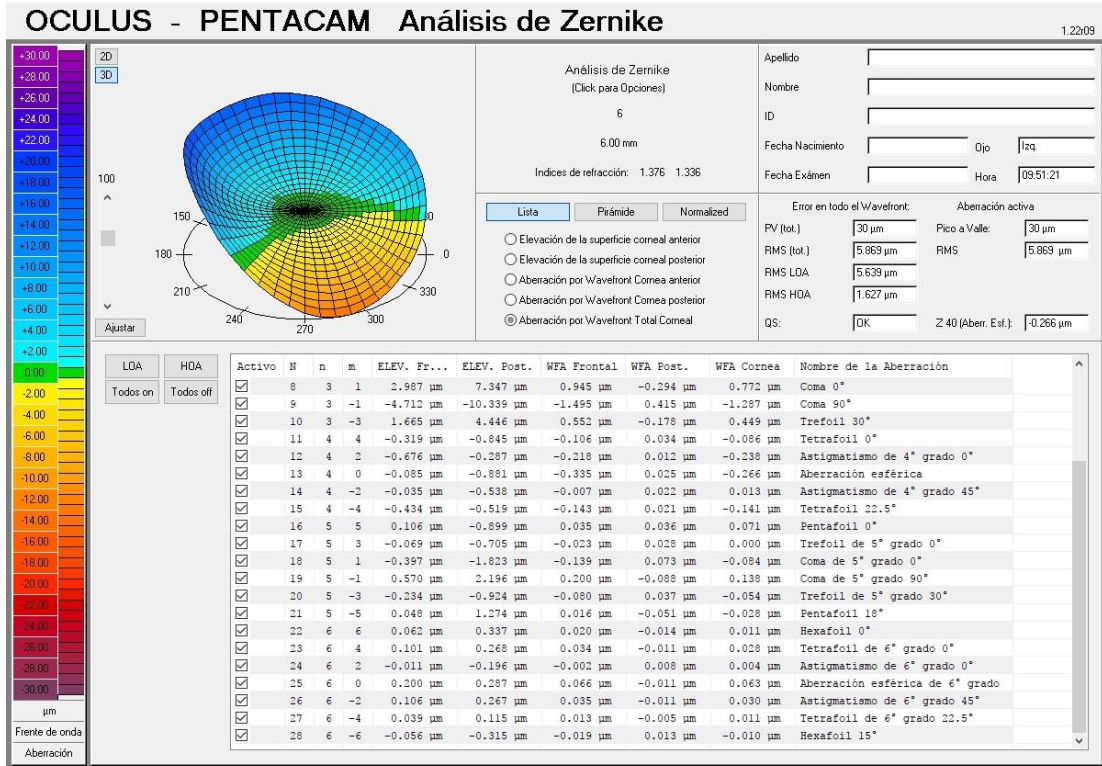 OCULUS - PENTACAM Análisis de Zernike
1.22r09
+30.00
+28.00
+26.00
+24.00
+22.00
+20.00
+18.00
+16.00
+14.00
+12.00
+10.00
+8.00
+6.00
+4.00
+2.00
0.00
-2.00
-4.00
-6.00
-8.00
-10.00
-12.00
-14.00
-16.00
-18.00
-20.00
-22.00
-24.00
-26.00
-28.00
-30.00
µm
Frente de onda
Aberración
2D
3D
100
Ajustar
150
180
210
240
270
300
330
0
Análisis de Zernike
(Click para Opciones)
6
6.00 mm
Indices de refracción: 1.376 1.336
Lista Pirámide Normalized
Elevación de la superficie corneal anterior
Elevación de la superficie corneal posterior
Aberración por Wavefront Cornea anterior
Aberración por Wavefront Cornea posterior
Aberración por Wavefront Total Corneal
Apellido
Nombre
ID
Fecha Nacimiento Ojo Izq.
Fecha Exámen Hora 09:51:21
Error en todo el Wavefront: Aberración activa
PV (tot.) 30 µm Pico a Valle: 30 µm
RMS (tot.) 5.869 µm RMS 5.869 µm
RMS LOA 5.639 µm
RMS HOA 1.627 µm
QS: OK Z 40 (Aberr. Esf.): -0.266 µm
LOA HOA
Todos on Todos off
Activo N n m ELEV. Fr... ELEV. Post. WFA Frontal WFA Post. WFA Cornea Nombre de la Aberración
8 3 1 2.987 µm 7.347 µm 0.945 µm -0.294 µm 0.772 µm Coma 0°
9 3 -1 -4.712 µm -10.339 µm -1.495 µm 0.415 µm -1.287 µm Coma 90°
10 3 -3 1.665 µm 4.446 µm 0.552 µm -0.178 µm 0.449 µm Trefoil 30°
11 4 4 -0.319 µm -0.845 µm -0.106 µm 0.034 µm -0.086 µm Tetrafoil 0°
12 4 2 -0.676 µm -0.287 µm -0.218 µm 0.012 µm -0.238 µm Astigmatismo de 4° grado 0°
13 4 0 -0.085 µm -0.881 µm -0.335 µm 0.025 µm -0.266 µm Aberración esférica
14 4 -2 -0.035 µm -0.538 µm -0.007 µm 0.022 µm 0.013 µm Astigmatismo de 4° grado 45°
15 4 -4 -0.434 µm -0.519 µm -0.143 µm 0.021 µm -0.141 µm Tetrafoil 22.5°
16 5 5 0.106 µm -0.899 µm 0.035 µm 0.036 µm 0.071 µm Pentafoil 0°
17 5 3 -0.069 µm -0.705 µm -0.023 µm 0.028 µm 0.000 µm Trefoil de 5° grado 0°
18 5 1 -0.397 µm -1.823 µm -0.139 µm 0.073 µm -0.084 µm Coma de 5° grado 0°
19 5 -1 0.570 µm 2.196 µm 0.200 µm -0.088 µm 0.138 µm Coma de 5° grado 90°
20 5 -3 -0.234 µm -0.924 µm -0.080 µm 0.037 µm -0.054 µm Trefoil de 5° grado 30°
21 5 -5 0.048 µm 1.274 µm 0.016 µm -0.051 µm -0.028 µm Pentafoil 18°
22 6 6 0.062 µm 0.337 µm 0.020 µm -0.014 µm 0.011 µm Hexafoil 0°
23 6 4 0.101 µm 0.268 µm 0.034 µm -0.011 µm 0.028 µm Tetrafoil de 6° grado 0°
24 6 2 -0.011 µm -0.196 µm -0.002 µm 0.008 µm 0.004 µm Astigmatismo de 6° grado 0°
25 6 0 0.200 µm 0.287 µm 0.066 µm -0.011 µm 0.063 µm Aberración esférica de 6° grado
26 6 -2 0.106 µm 0.267 µm 0.035 µm -0.011 µm 0.030 µm Astigmatismo de 6° grado 45°
27 6 -4 0.039 µm 0.115 µm 0.013 µm -0.005 µm 0.011 µm Tetrafoil de 6° grado 22.5°
28 6 -6 -0.056 µm -0.315 µm -0.019 µm 0.013 µm -0.010 µm Hexafoil 15°